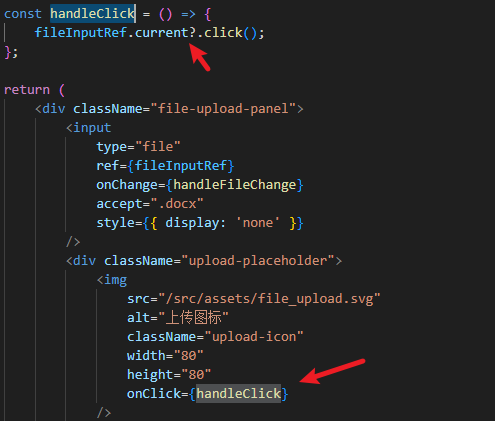 const handleClick = () => {
    fileInputRef.current?.click();
};

return (
    <div className="file-upload-panel">
        <input
            type="file"
            ref={fileInputRef}
            onChange={handleFileChange}
            accept=".docx"
            style={{ display: 'none' }}
        />
        <div className="upload-placeholder">
            <img
                src="/src/assets/file_upload.svg"
                alt="上传图标"
                className="upload-icon"
                width="80"
                height="80"
                onClick={handleClick}
            />